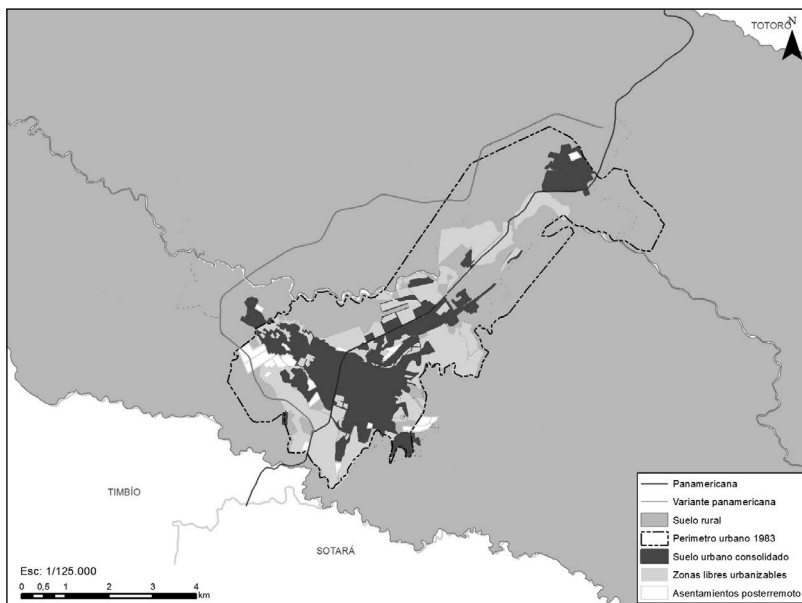 TOTORÓ
N
TIMBÍO
SOTARÁ
Esc: 1/125.000
0 0,5 1 2 3 4
km
Panamericana
Variante panamericana
Suelo rural
Perimetro urbano 1983
Suelo urbano consolidado
Zonas libres urbanizables
Asentamientos posterremoto